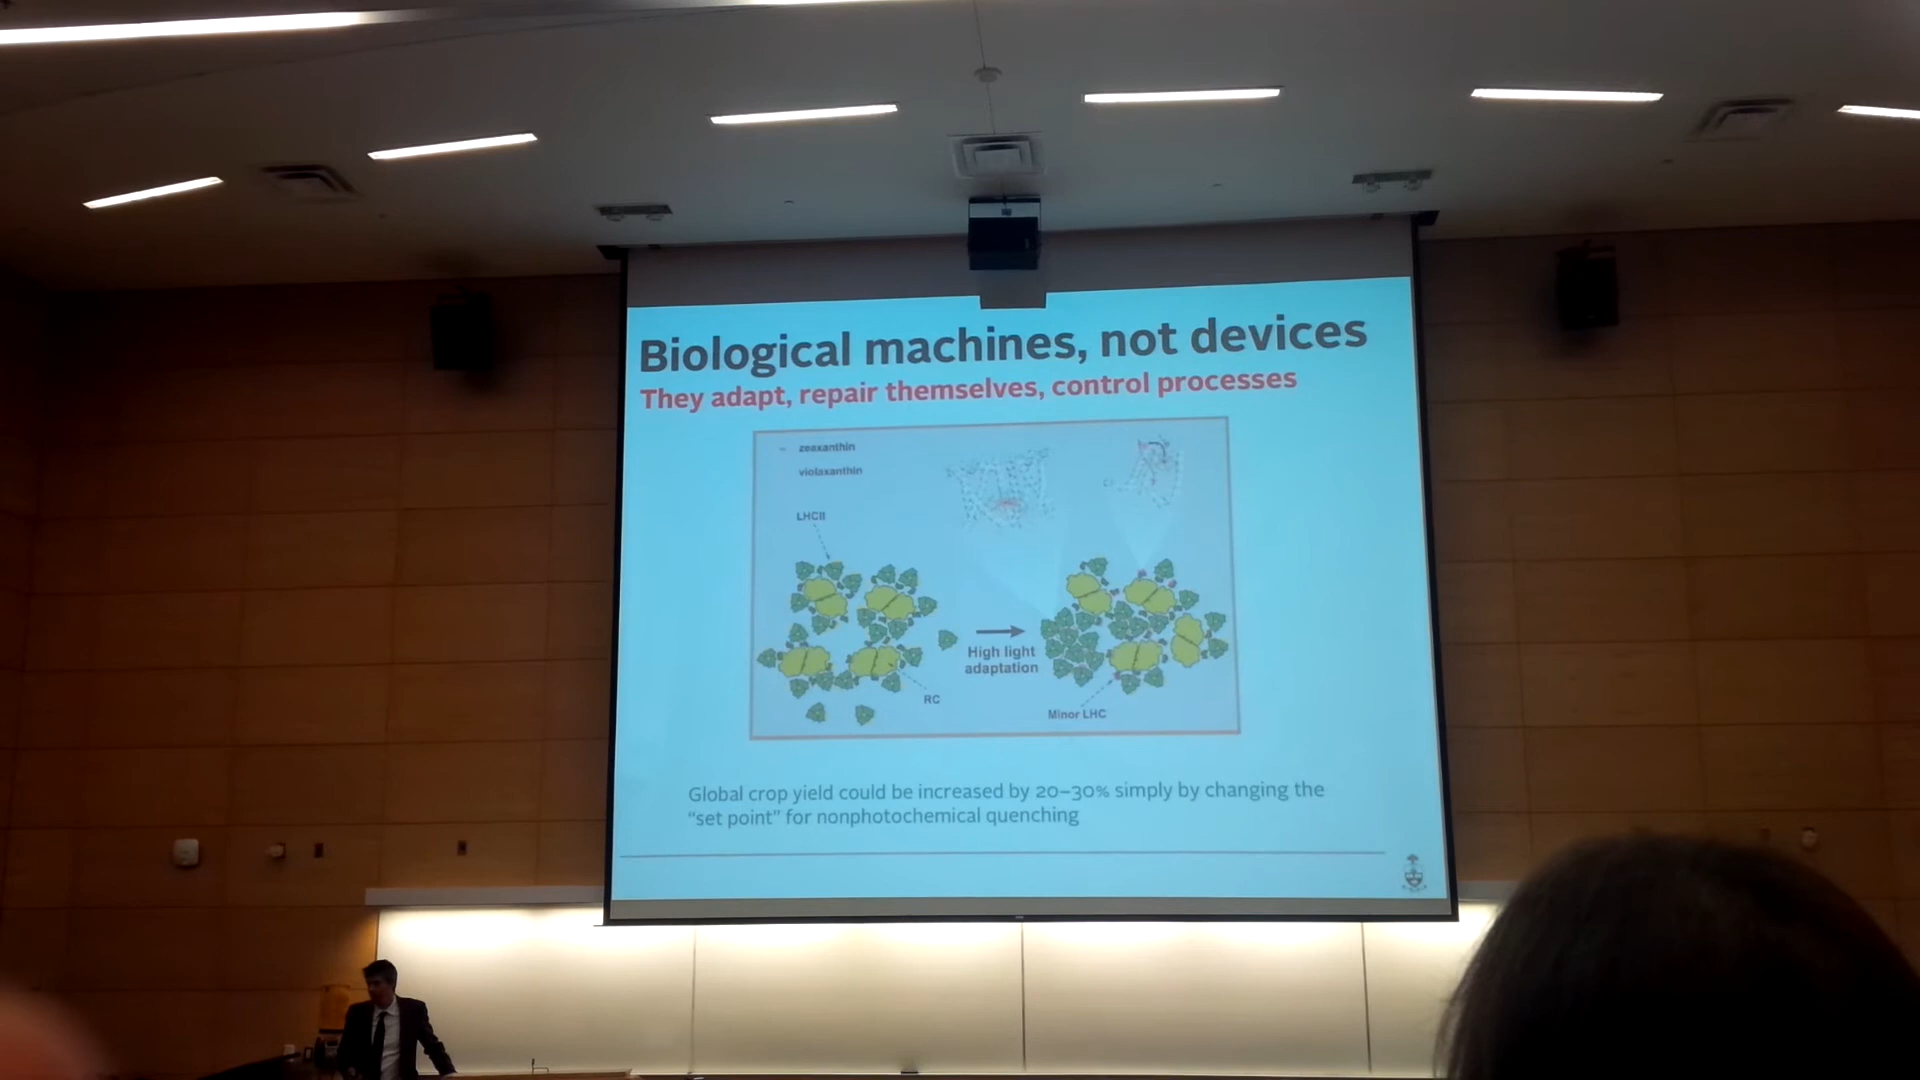 Biological machines, not devices
They adapt, repair themselves, control processes
zeaxanthin
violaxanthin
LHCII
High light
adaptation
RC
Minor LHC
Global crop yield could be increased by 20–30% simply by changing the
“set point” for nonphotochemical quenching